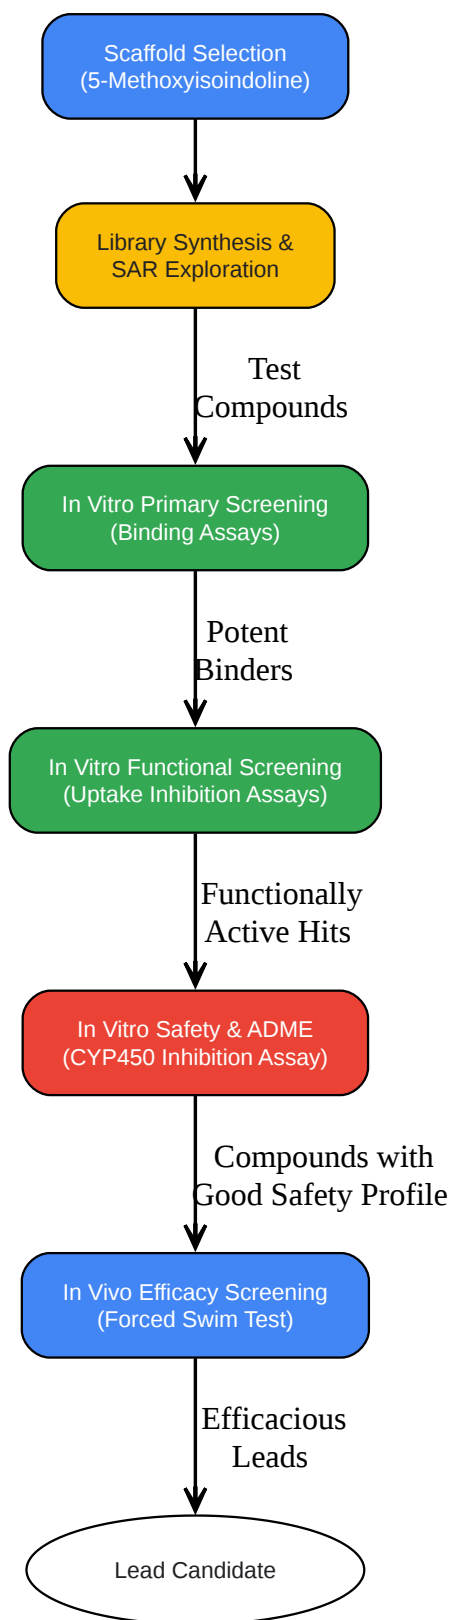 Scaffold Selection
(5-Methoxyisoindoline)
Library Synthesis &
SAR Exploration
Test
Compounds
In Vitro Primary Screening
(Binding Assays)
Potent
Binders
In Vitro Functional Screening
(Uptake Inhibition Assays)
Functionally
Active Hits
In Vitro Safety & ADME
(CYP450 Inhibition Assay)
Compounds with
Good Safety Profile
In Vivo Efficacy Screening
(Forced Swim Test)
Efficacious
Leads
Lead Candidate